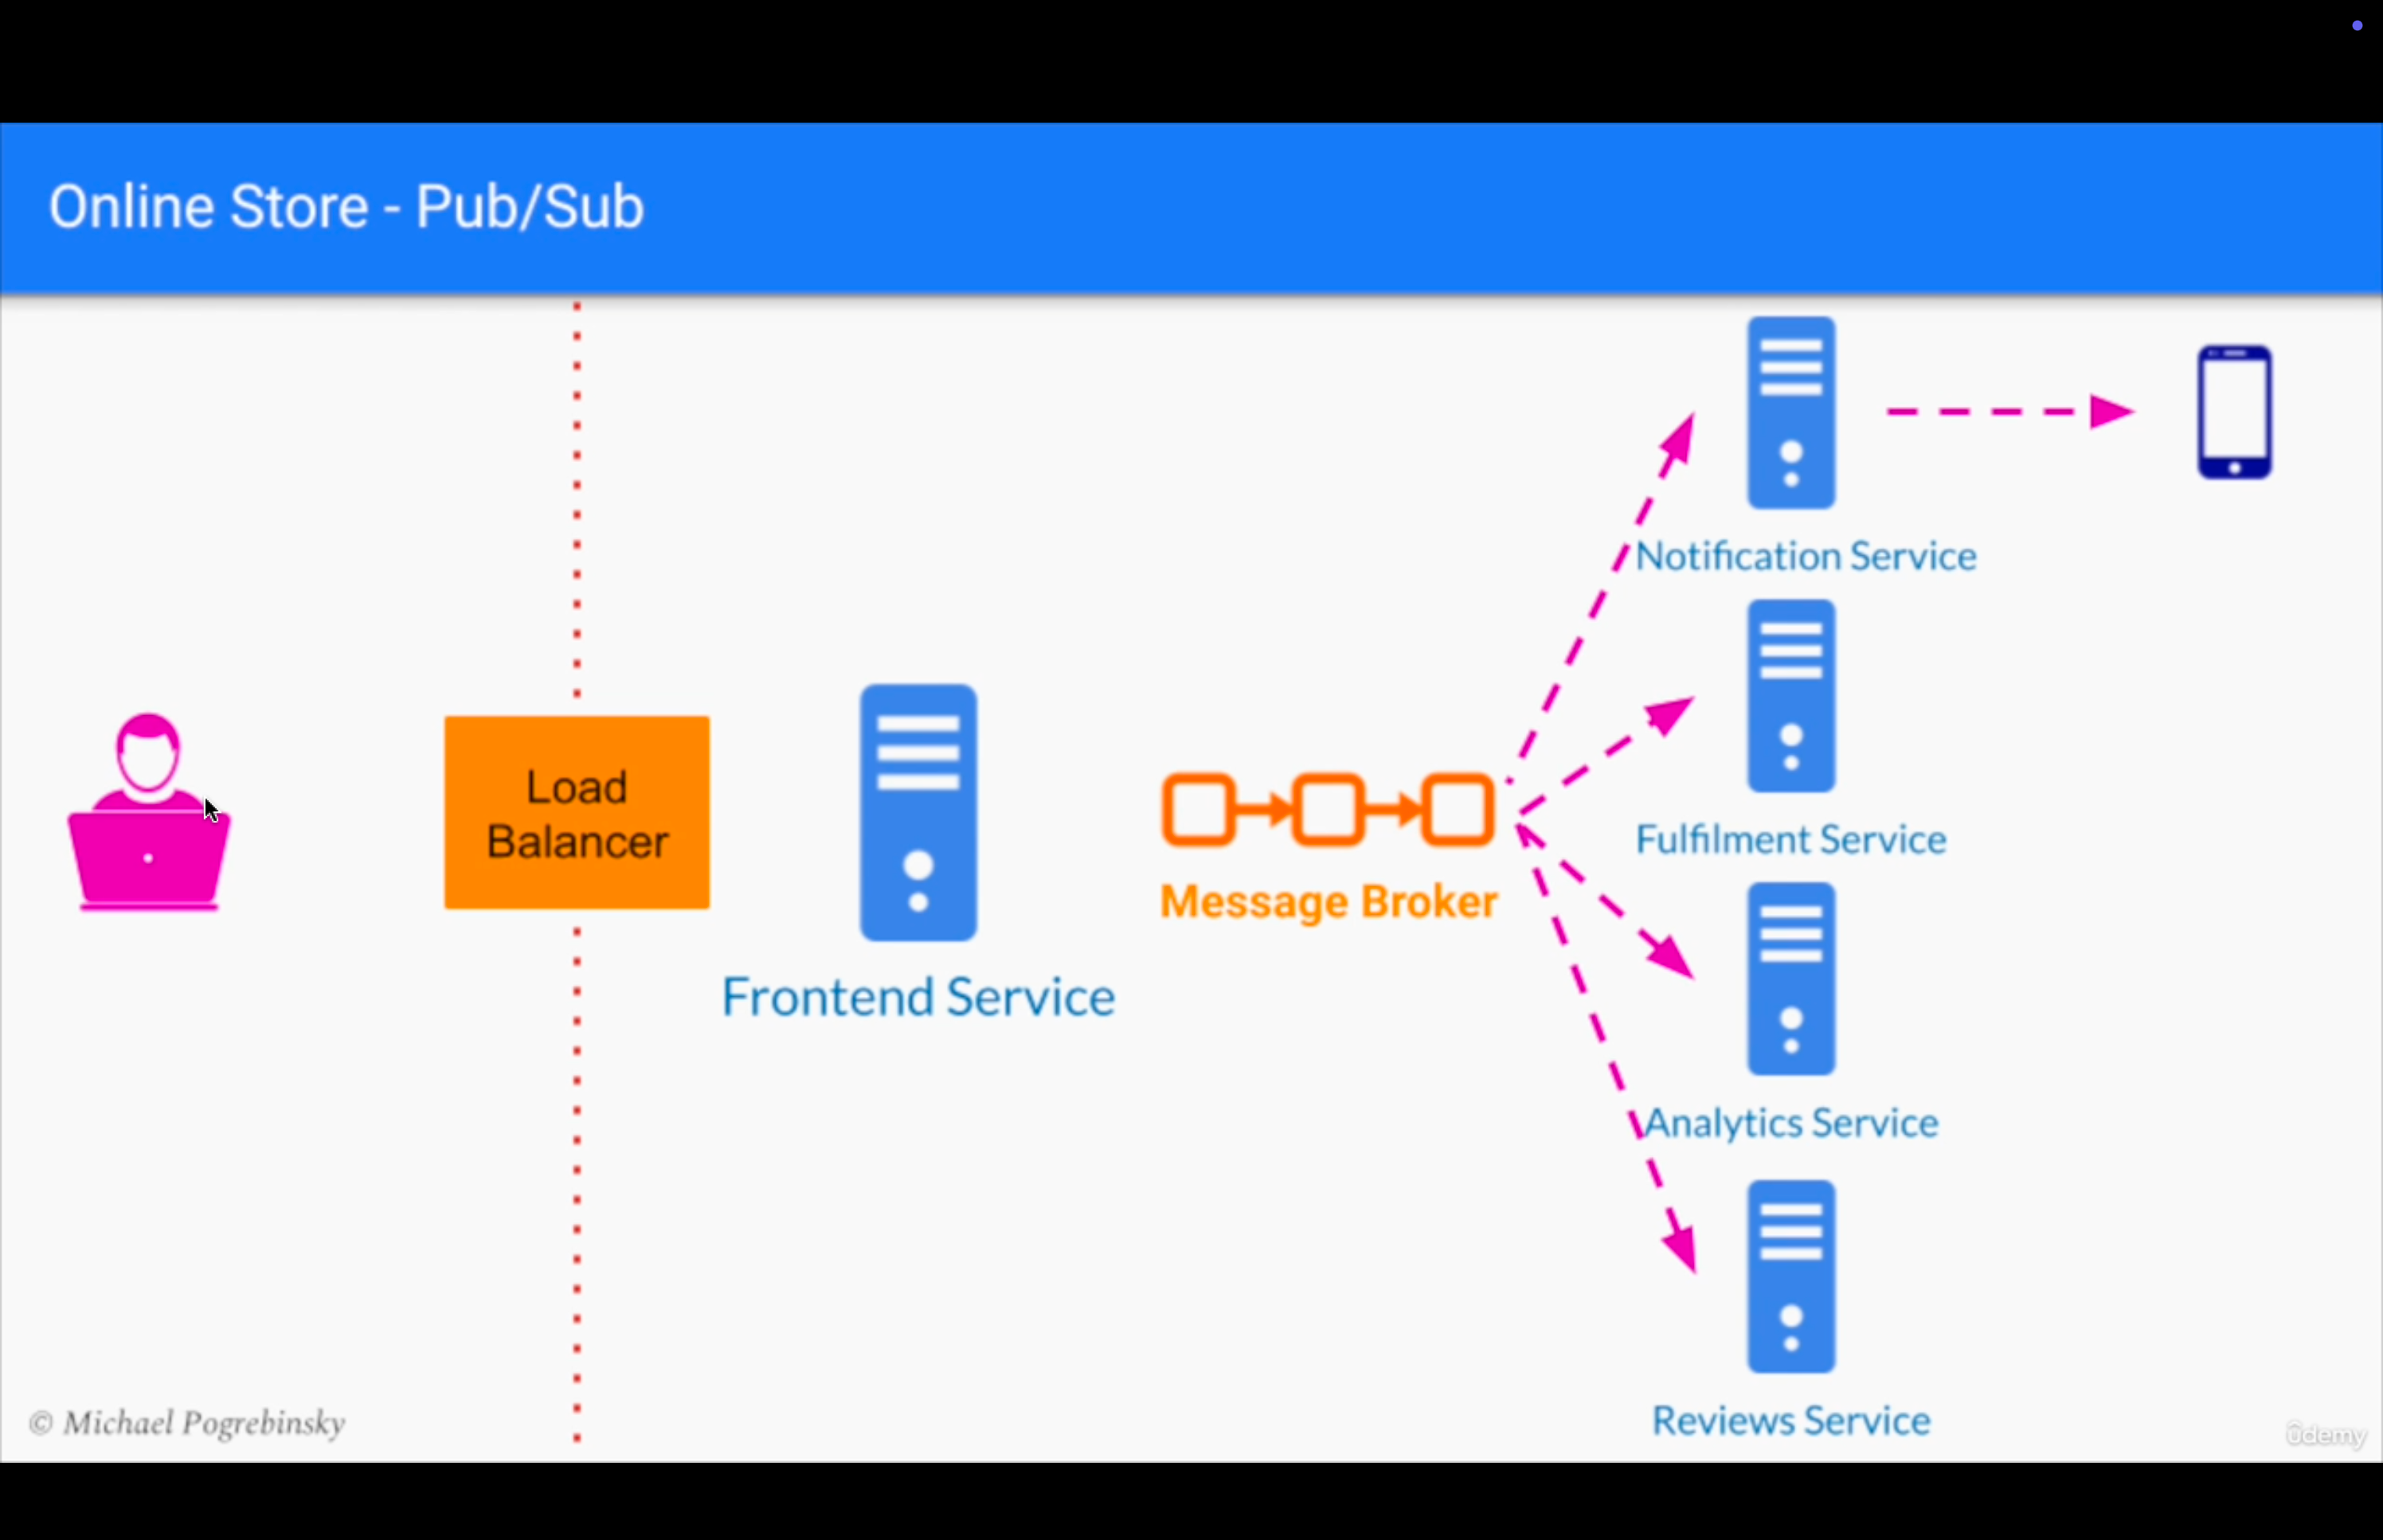 Online Store - Pub/Sub
Notification Service
Load
Balancer
Fulfilment Service
Message Broker
Frontend Service
Analytics Service
Reviews Service
© Michael Pogrebinsky
ûdemy